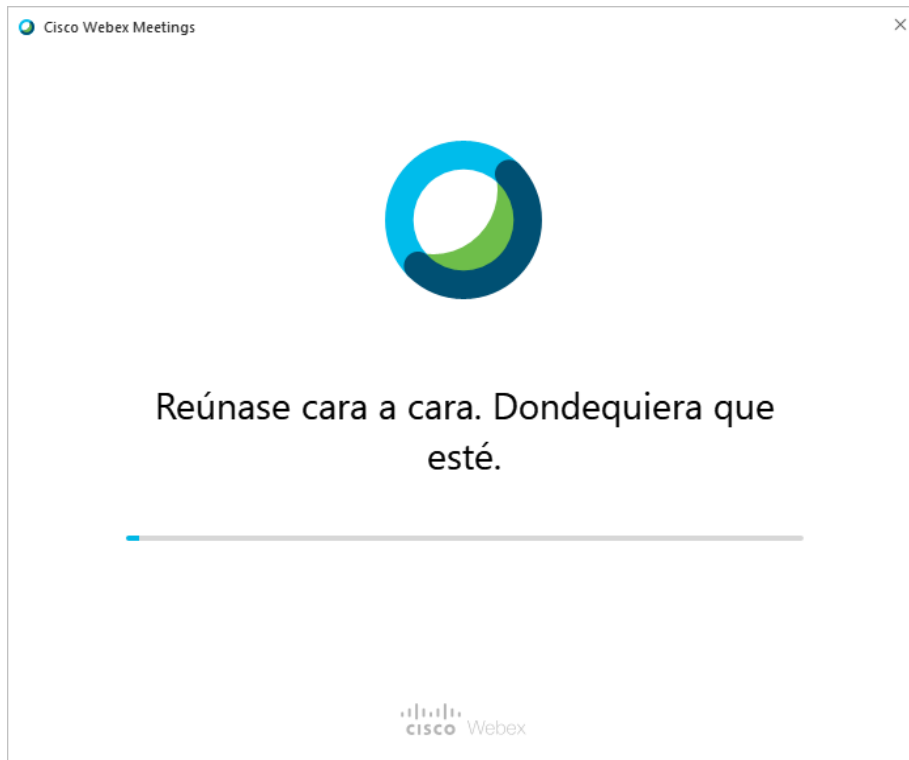 Cisco Webex Meetings
Reúnase cara a cara. Dondequiera que
esté.
CISCO Webex